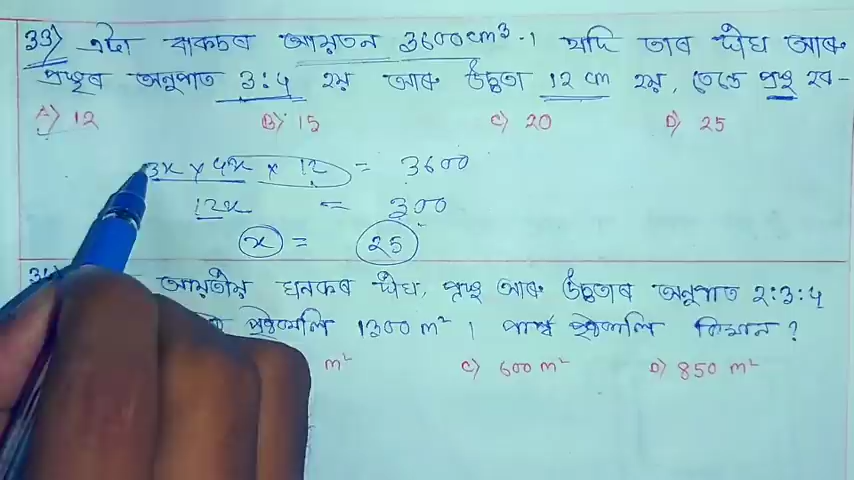 33) এটা বাকচৰ আয়তন 3600 cm³ । যদি তাৰ দীঘ আৰু
প্ৰস্থৰ অনুপাত 3:4 হয় আৰু উচ্চতা 12 cm হয়, তেন্তে প্ৰস্থ হ'ব -
A) 12 B) 15 C) 20 D) 25
3x × 4x × 12 = 3600
12x = 300
x = 25
আয়তীয় ঘনকৰ দীঘ, প্ৰস্থ আৰু উচ্চতাৰ অনুপাত 2:3:4
পৃষ্ঠকালি 1300 m² । পাৰ্শ্ব পৃষ্ঠকালি কিমান ?
m² C) 600 m² D) 850 m²